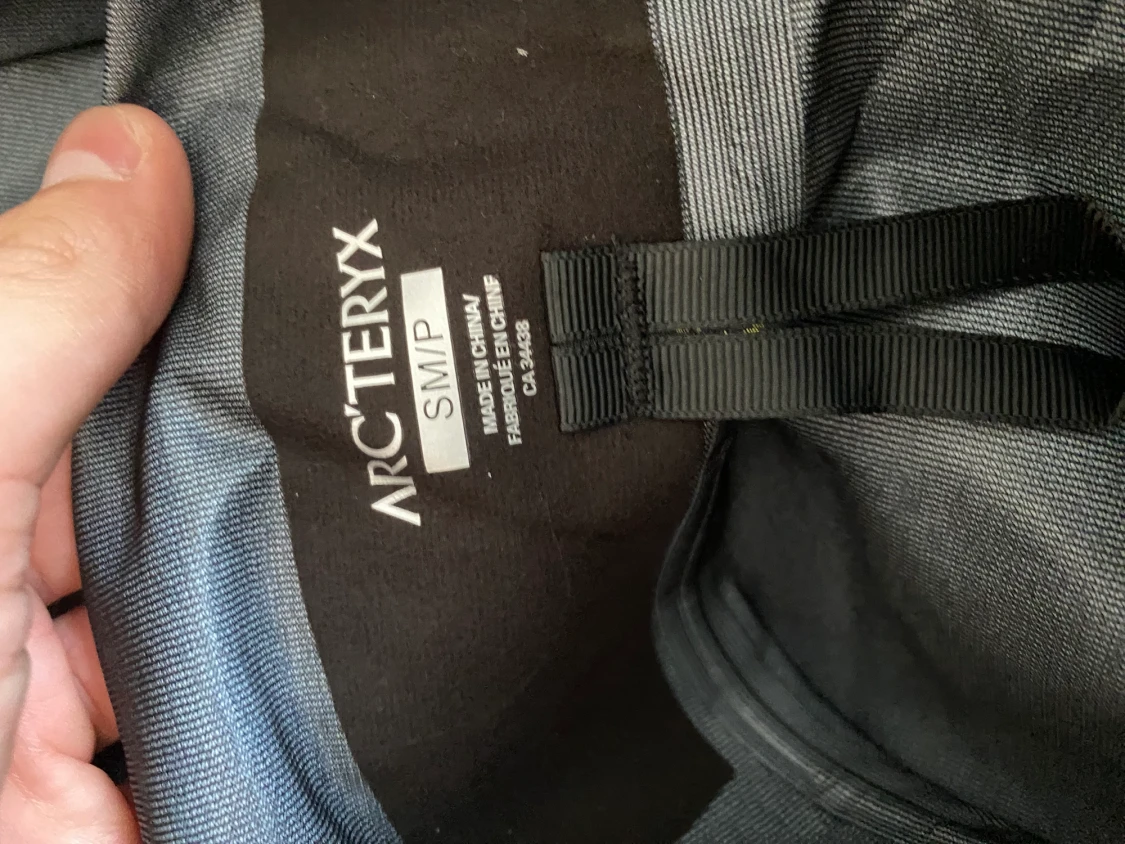 ARC'TERYX
SM/P
MADE IN CHINA/
FABRIQUÉ EN CHINE
CA 34438